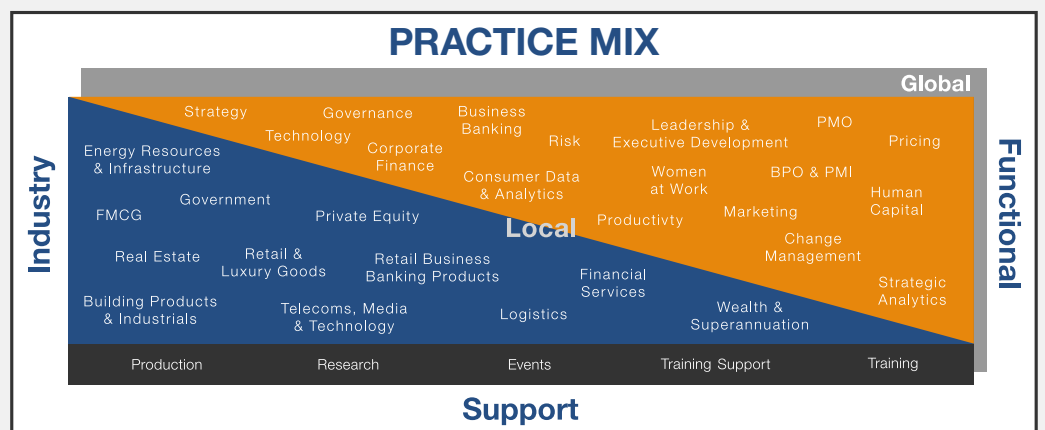 PRACTICE MIX
Global
Industry
Functional
Strategy
Governance
Business
Banking
Technology
Corporate
Finance
Risk
Leadership &
Executive Development
PMO
Pricing
Consumer Data
& Analytics
Women
at Work
BPO & PMI
Human
Capital
Productivty
Marketing
Change
Management
Strategic
Analytics
Local
Energy Resources
& Infrastructure
Government
FMCG
Private Equity
Real Estate
Retail &
Luxury Goods
Retail Business
Banking Products
Financial
Services
Building Products
& Industrials
Telecoms, Media
& Technology
Logistics
Wealth &
Superannuation
Production
Research
Events
Training Support
Training
Support